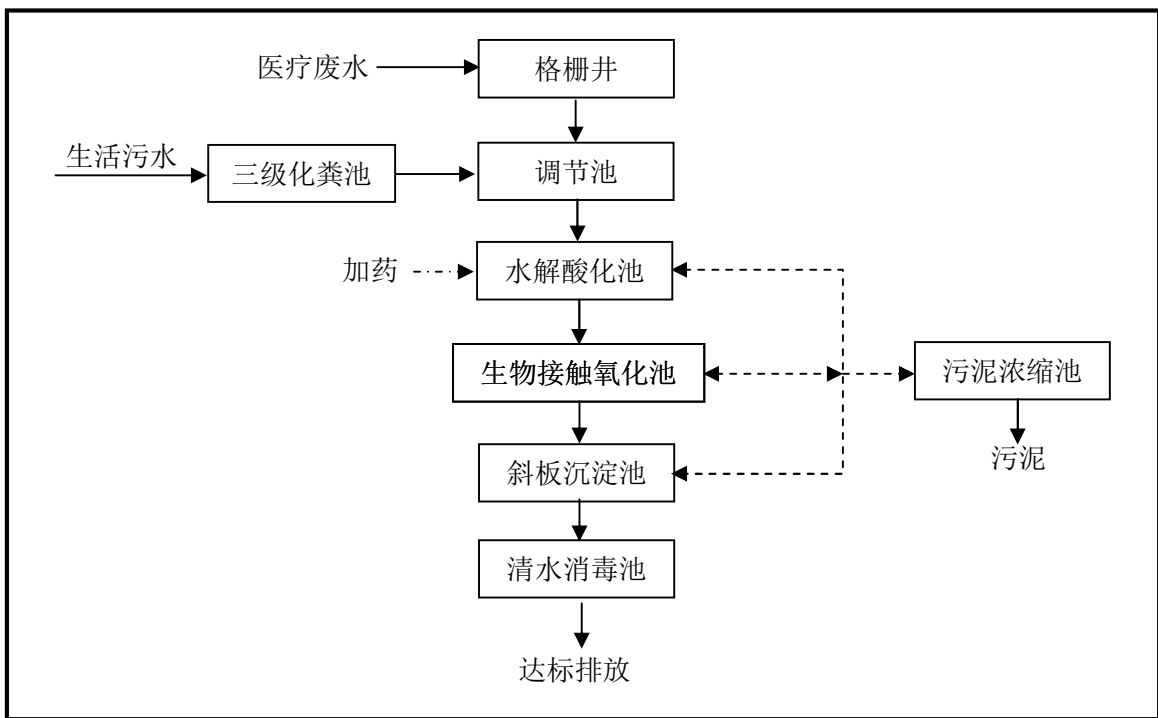 医疗废水
格栅井
生活污水
三级化粪池
调节池
加药
水解酸化池
生物接触氧化池
污泥浓缩池
污泥
斜板沉淀池
清水消毒池
达标排放